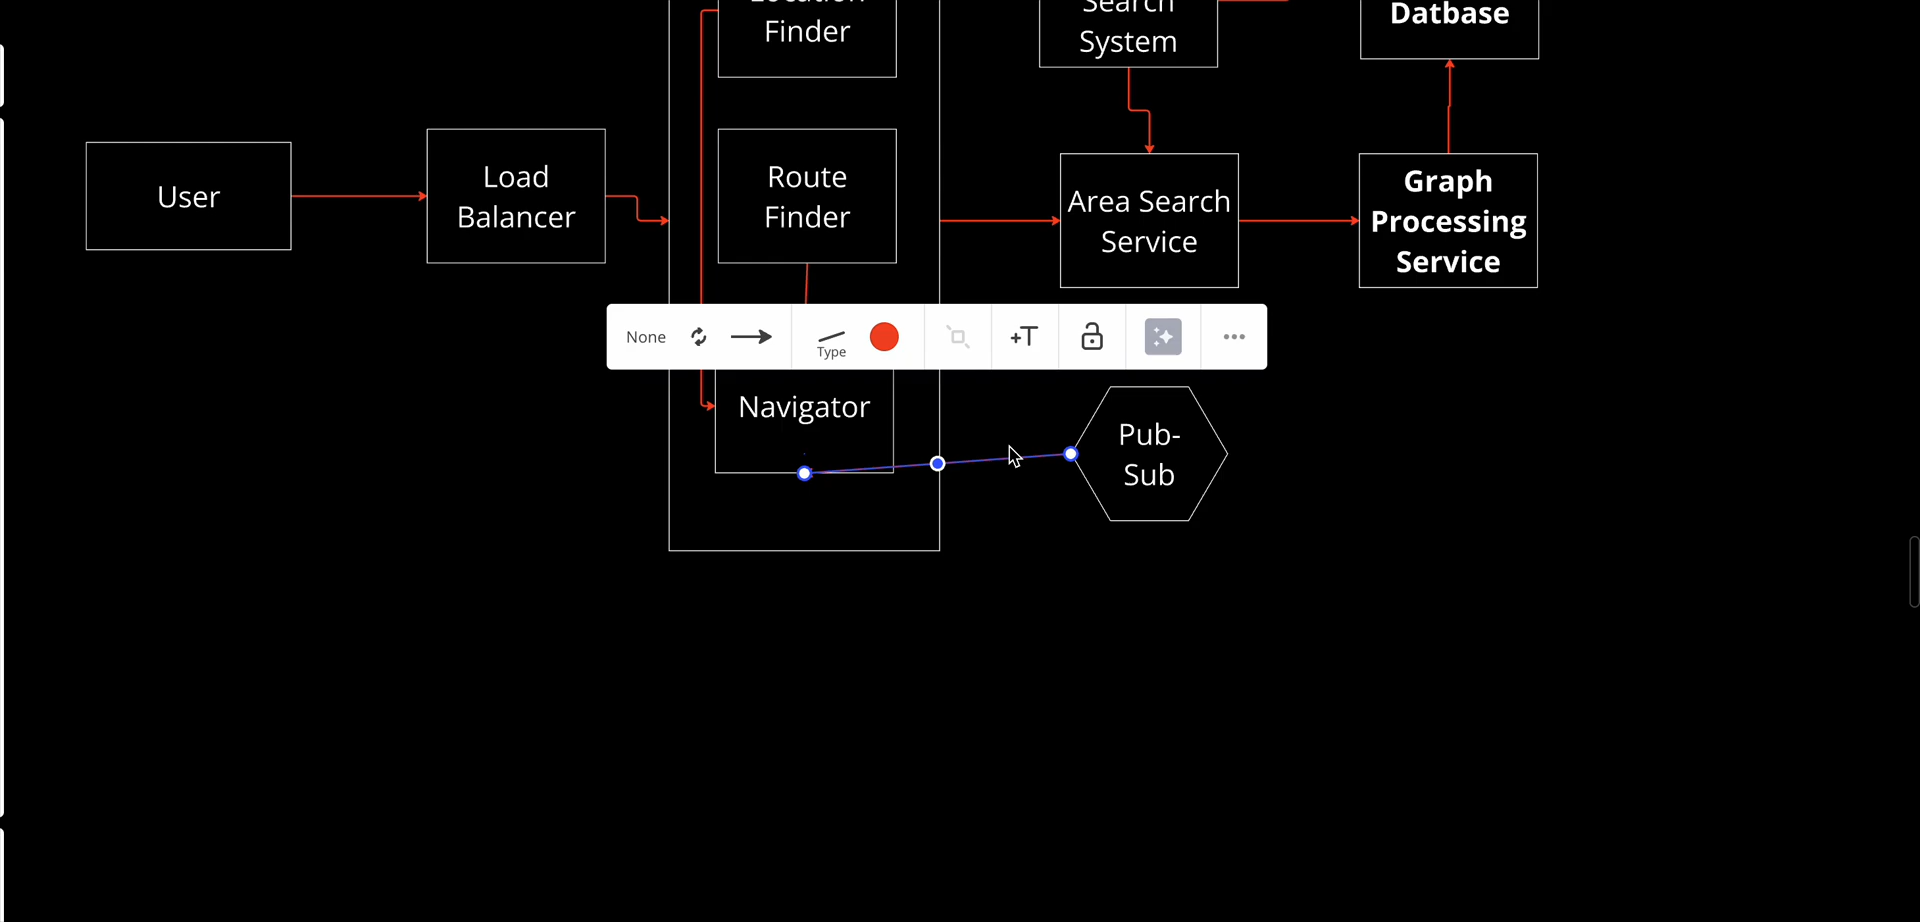 Finder
Search
System
Datbase
User
Load
Balancer
Route
Finder
Area Search
Service
Graph
Processing
Service
None
Type
+T
Navigator
Pub-
Sub